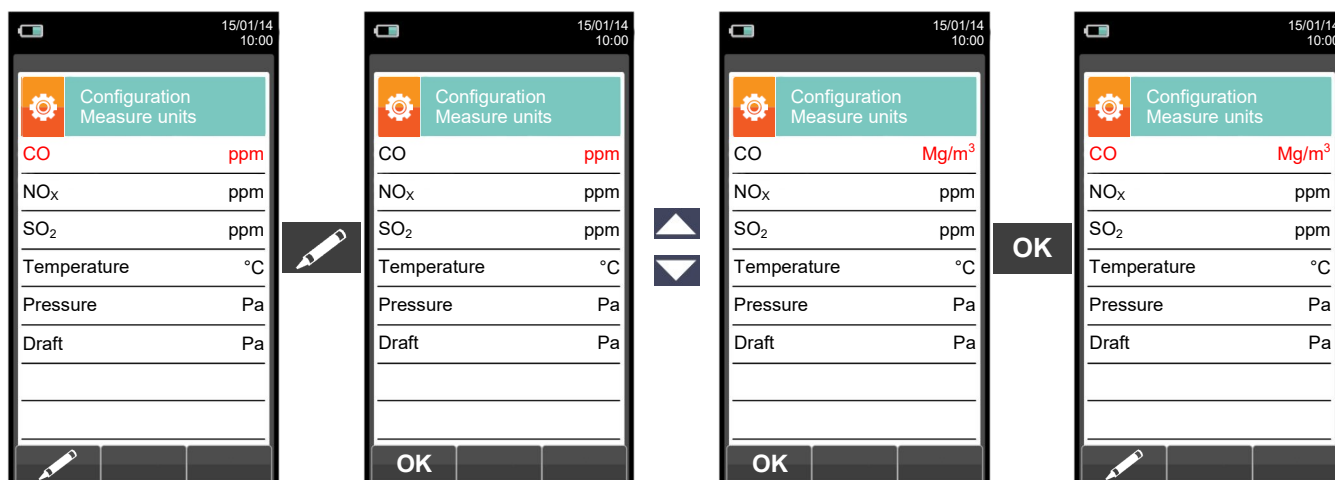 15/01/14
10:00
Configuration
Measure units
CO ppm
NOX ppm
SO2 ppm
Temperature °C
Pressure Pa
Draft Pa
15/01/14
10:00
Configuration
Measure units
CO ppm
NOX ppm
SO2 ppm
Temperature °C
Pressure Pa
Draft Pa
OK
15/01/14
10:00
Configuration
Measure units
CO Mg/m³
NOX ppm
SO2 ppm
Temperature °C
Pressure Pa
Draft Pa
OK
OK
15/01/14
10:00
Configuration
Measure units
CO Mg/m³
NOX ppm
SO2 ppm
Temperature °C
Pressure Pa
Draft Pa